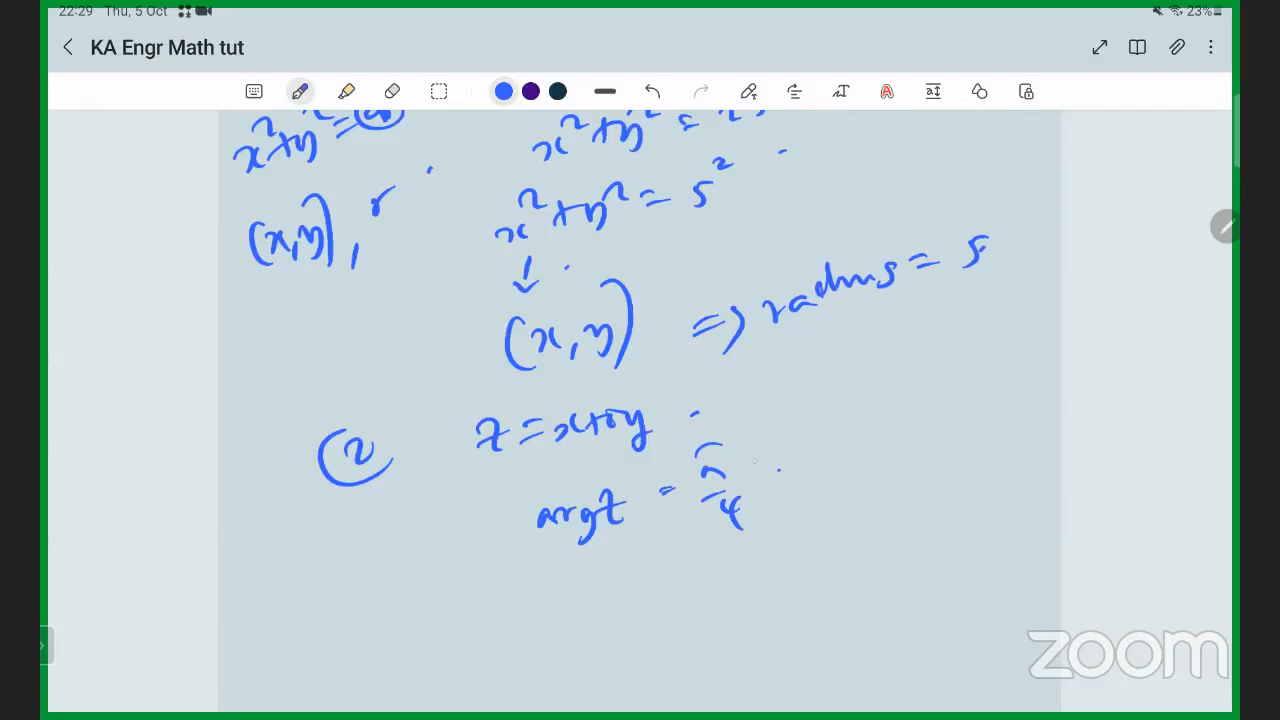 22:29 Thu, 5 Oct
23%
KA Engr Math tut
x²+y²=
x²+y²=25
(x,y), r
x²+y²=5²
(x,y) => radius = 5
② z=x+iy
arg z = π/4
zoom